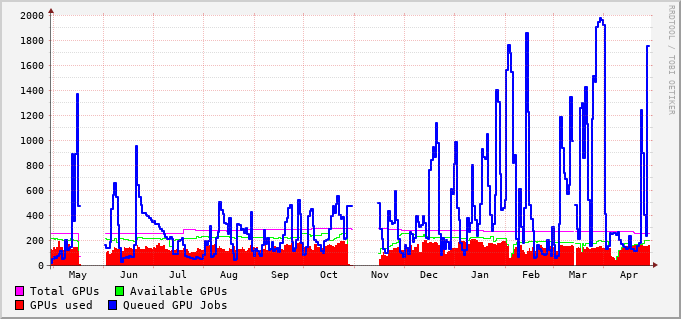 2000
1800
1600
1400
1200
1000
800
600
400
200
0
May Jun Jul Aug Sep Oct Nov Dec Jan Feb Mar Apr
Total GPUs Available GPUs
GPUs used Queued GPU Jobs
RRDTOOL / TOBI OETIKER